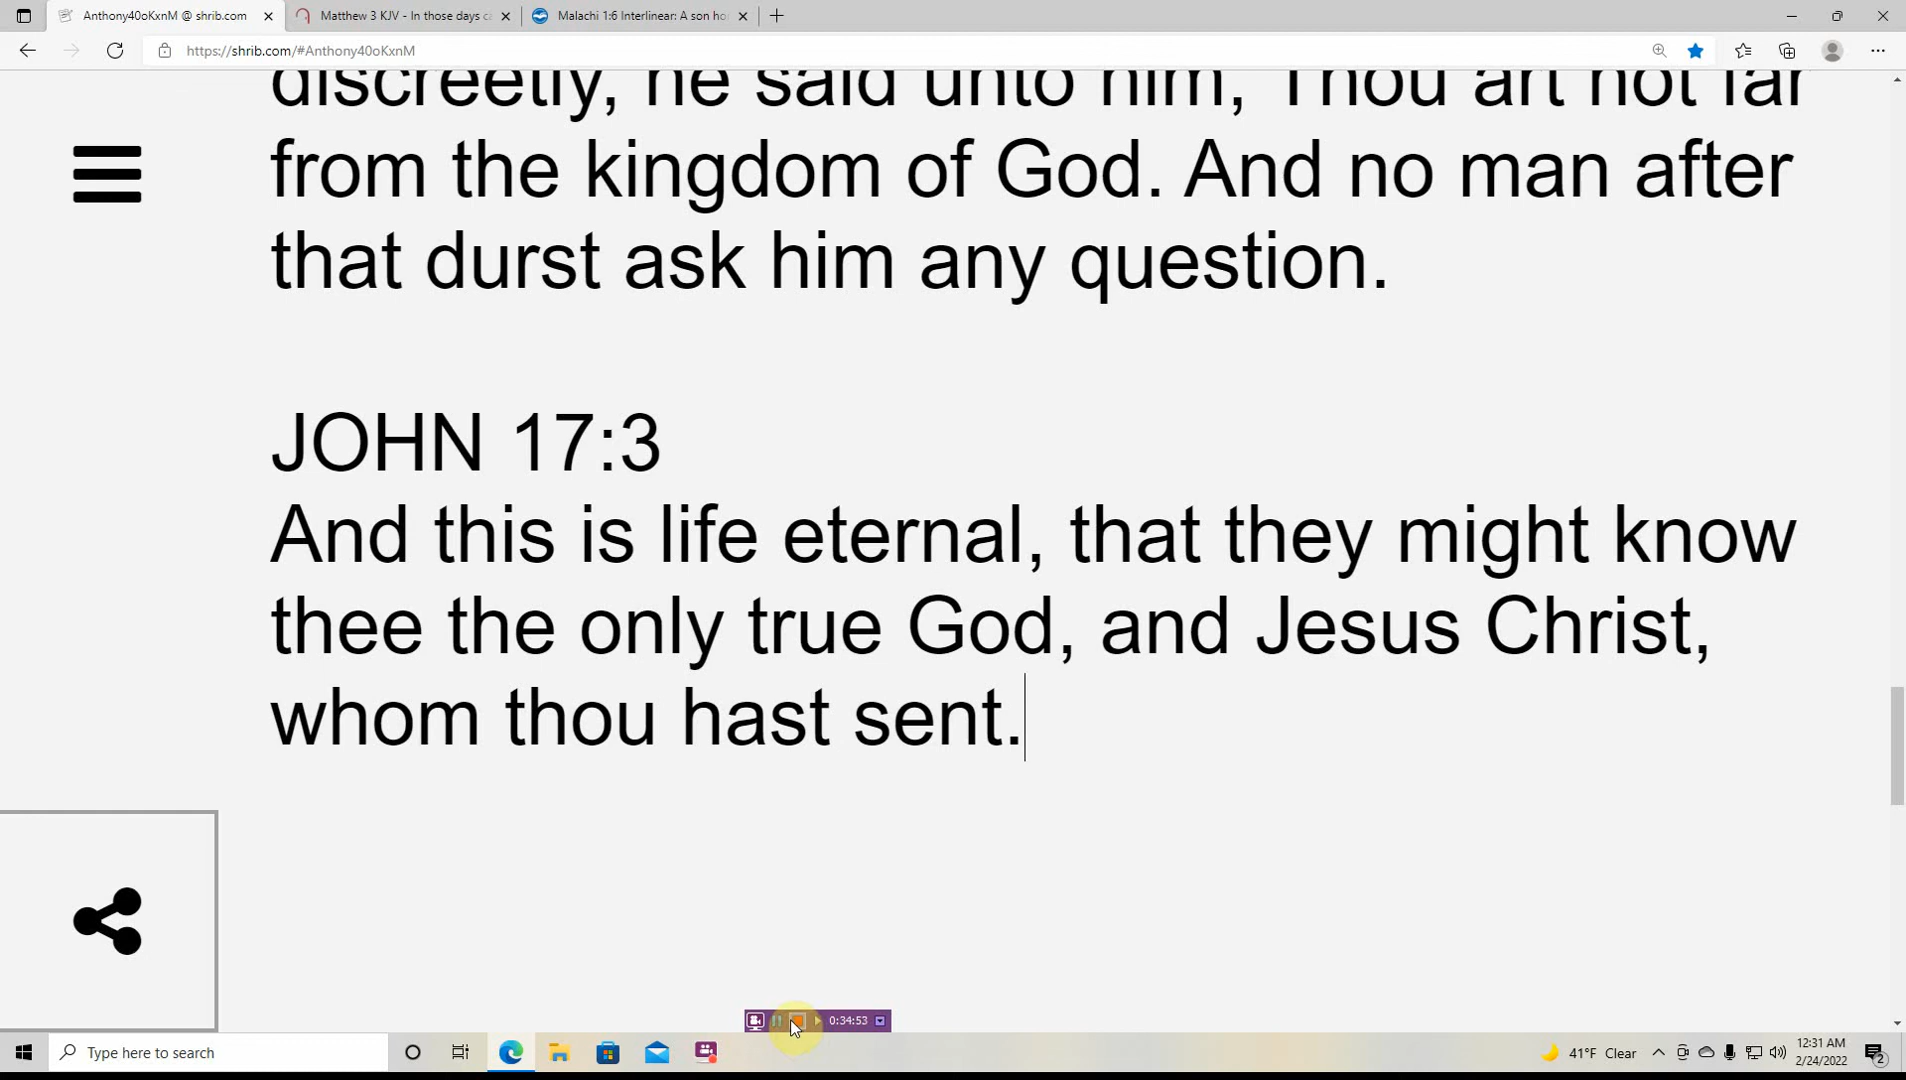 Anthony40oKxnM @ shrib.com
Matthew 3 KJV - In those days c
Malachi 1:6 Interlinear: A son ho
https://shrib.com/#Anthony40oKxnM
discreetly, he said unto him, Thou art not far
from the kingdom of God. And no man after
that durst ask him any question.
JOHN 17:3
And this is life eternal, that they might know
thee the only true God, and Jesus Christ,
whom thou hast sent.
0:34:53
Type here to search
41°F Clear
12:31 AM
2/24/2022
2